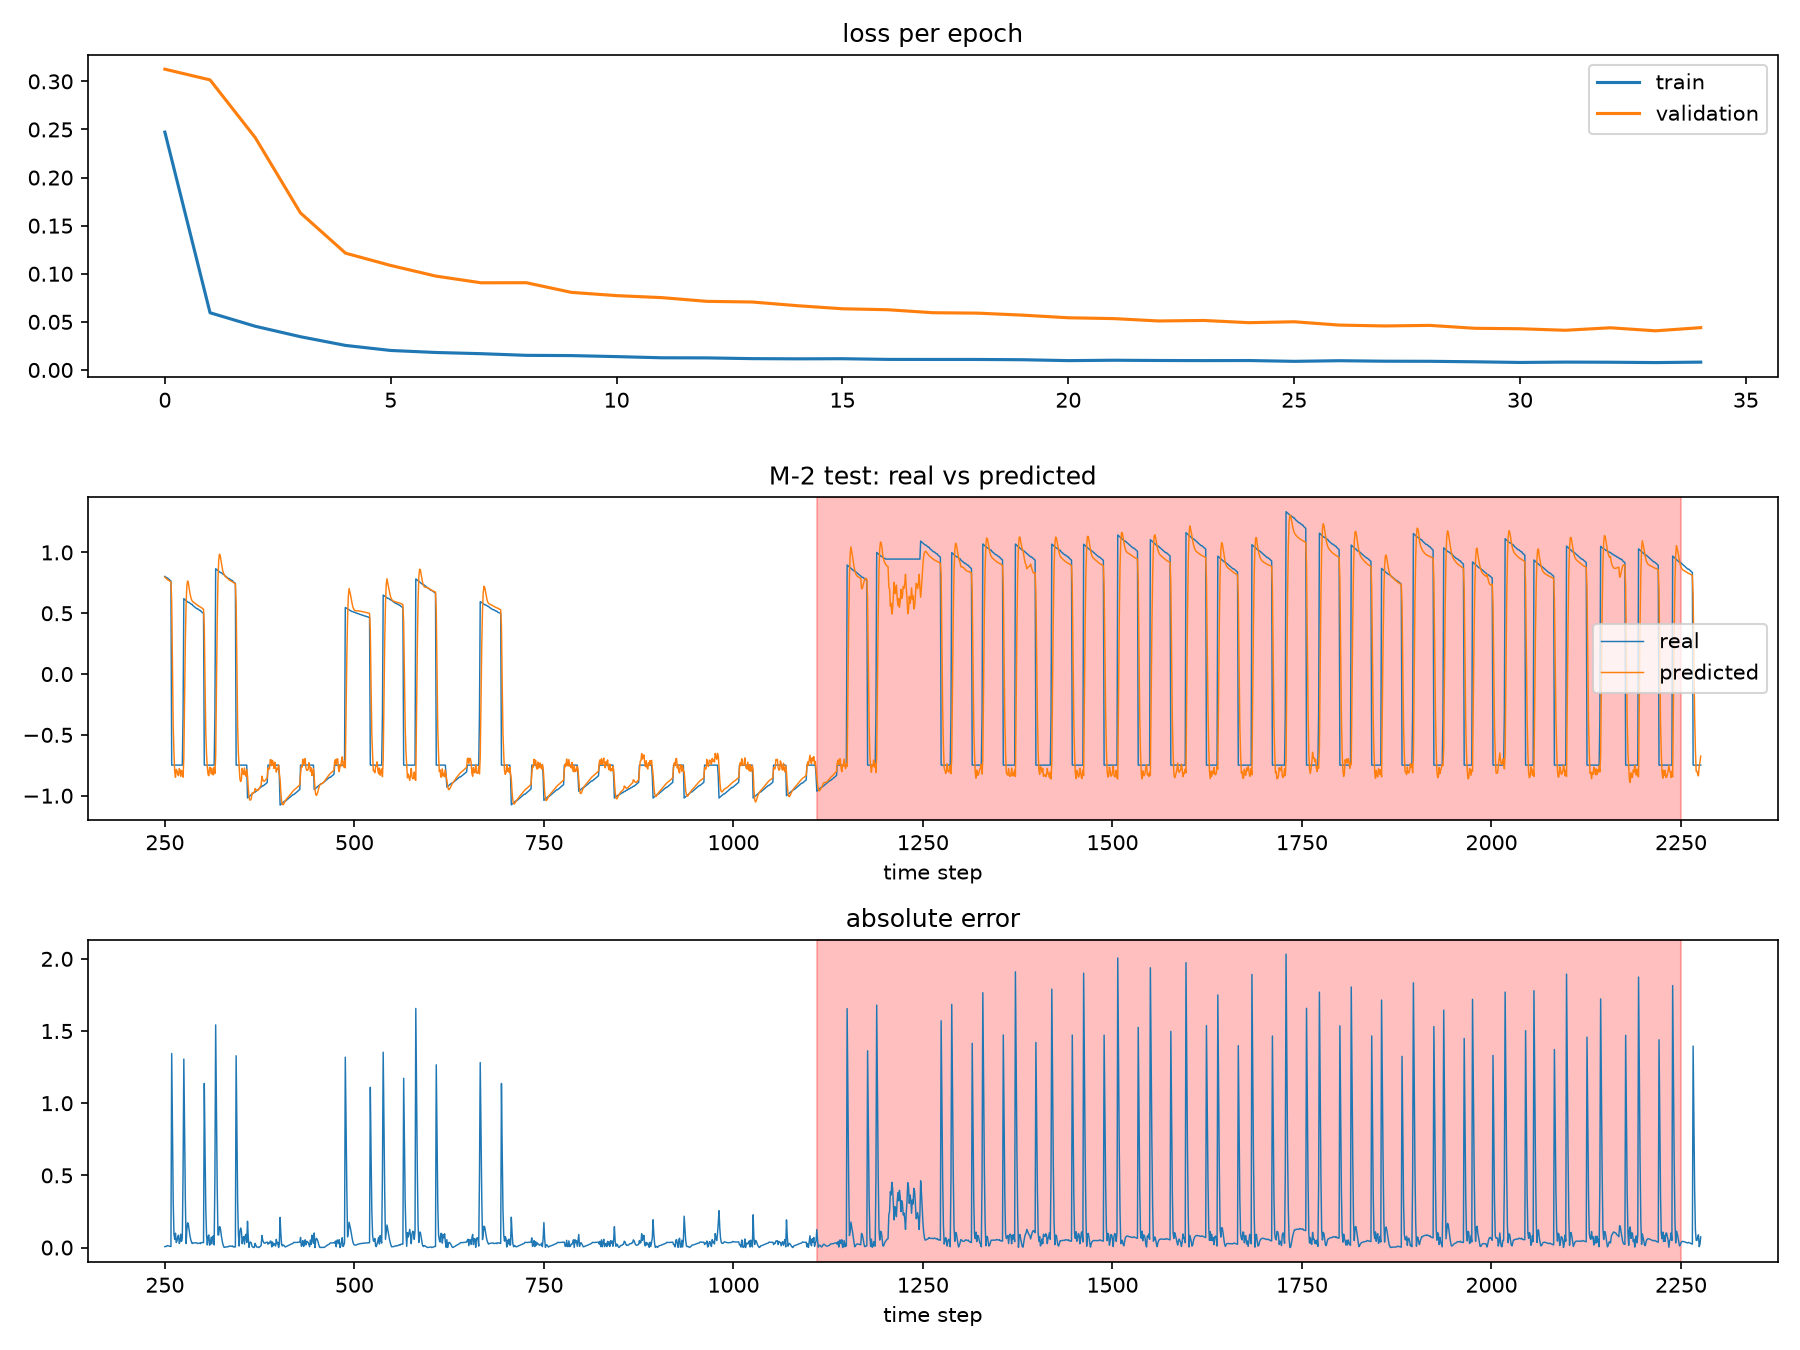 loss per epoch
train
validation
0.30
0.25
0.20
0.15
0.10
0.05
0.00
0 5 10 15 20 25 30 35
M-2 test: real vs predicted
1.0
0.5
0.0
−0.5
−1.0
real
predicted
250 500 750 1000 1250 1500 1750 2000 2250
time step
absolute error
2.0
1.5
1.0
0.5
0.0
250 500 750 1000 1250 1500 1750 2000 2250
time step